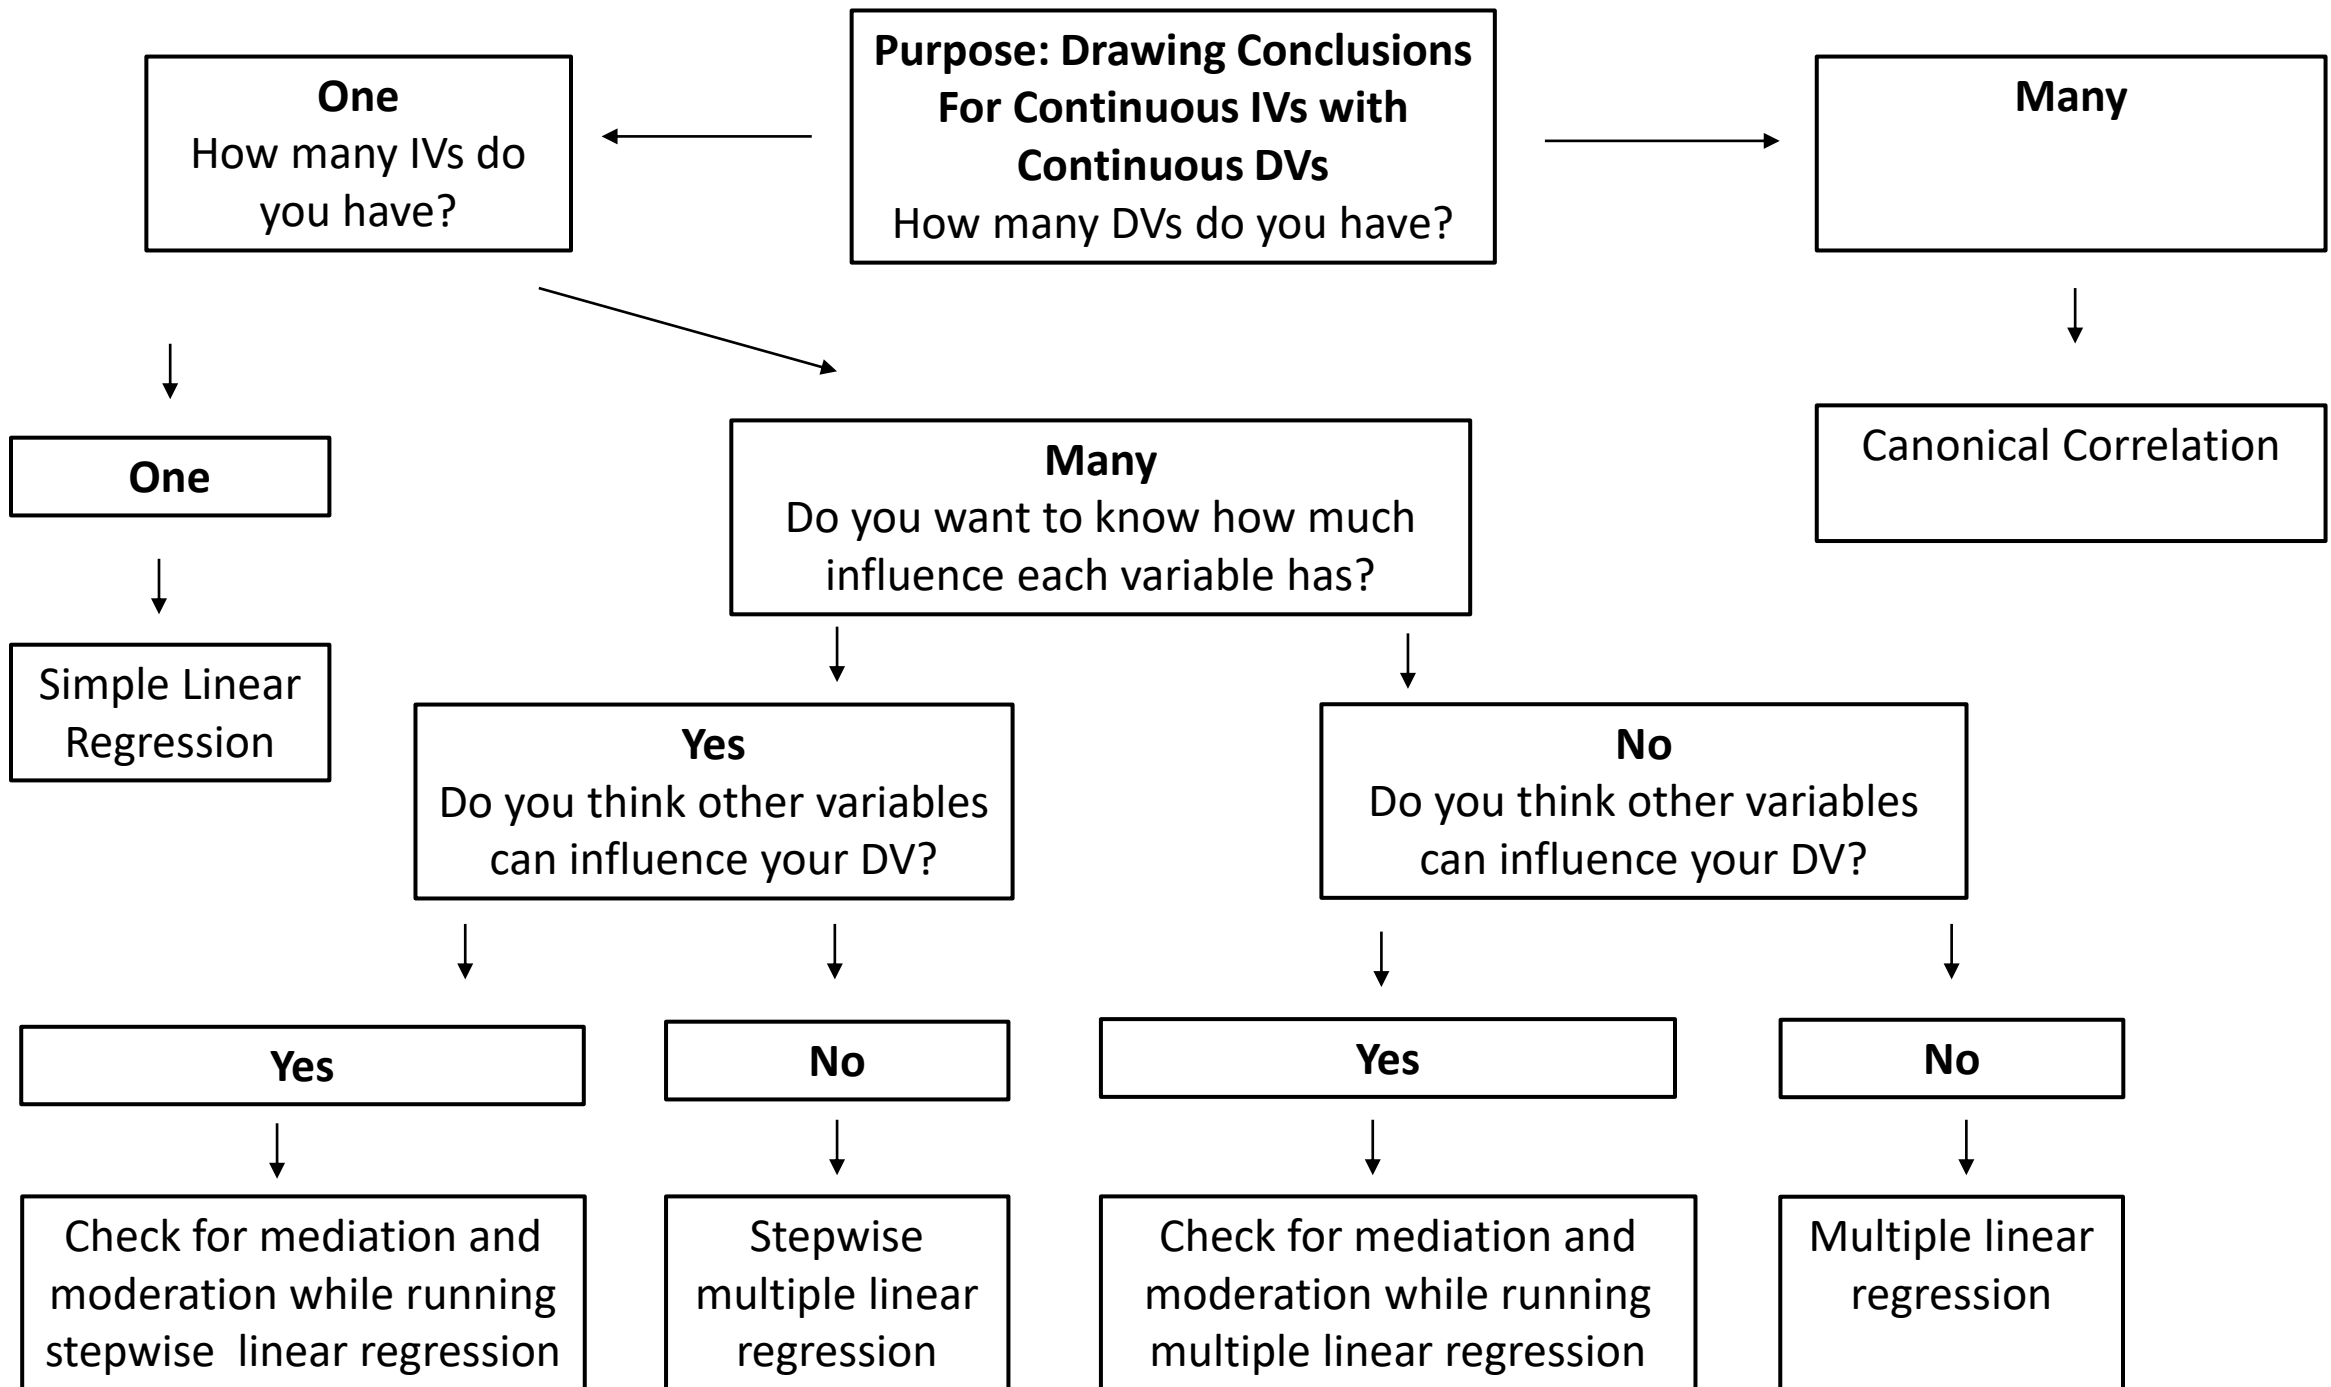 Purpose: Drawing Conclusions
For Continuous IVs with
Continuous DVs
How many DVs do you have?
One
How many IVs do
you have?
Many
One
Many
Do you want to know how much
influence each variable has?
Canonical Correlation
Simple Linear
Regression
Yes
Do you think other variables
can influence your DV?
No
Do you think other variables
can influence your DV?
Yes
No
Yes
No
Check for mediation and
moderation while running
stepwise  linear regression
Stepwise
multiple linear
regression
Check for mediation and
moderation while running
multiple linear regression
Multiple linear
regression